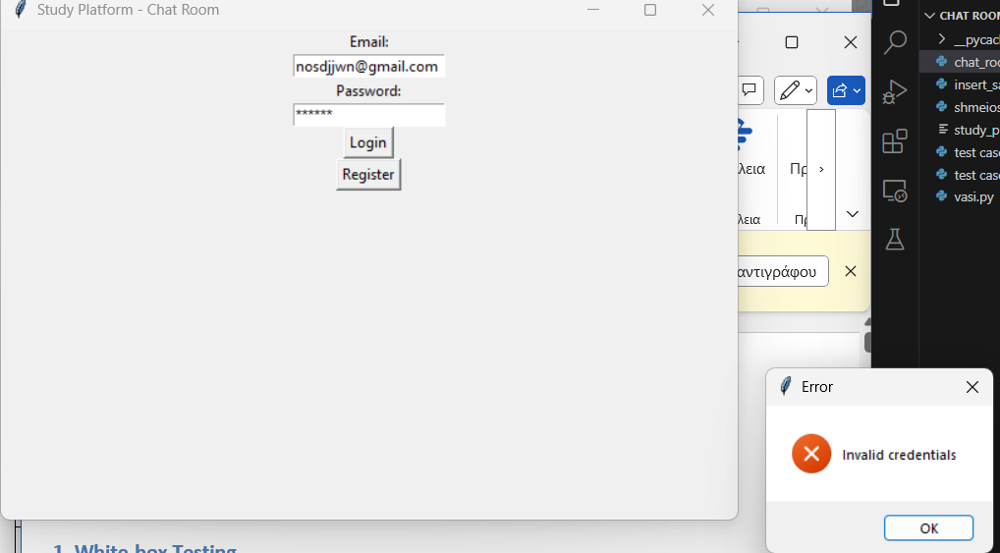 Study Platform - Chat Room
Email:
nosdjjwn@gmail.com
Password:
******
Login
Register
λεια
Πρ
λεια
Πρ
αντιγράφου
CHAT ROOM
__pycac
chat_roo
insert_sa
shmeios
study_p
test case
test case
vasi.py
Error
Invalid credentials
OK
1. White-box Testing